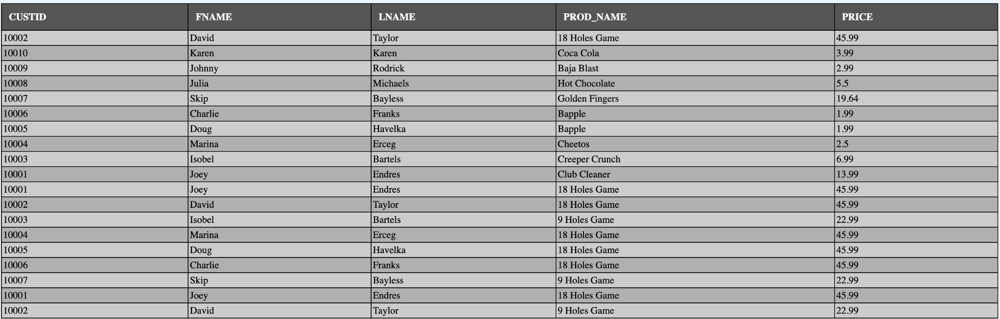 CUSTID FNAME LNAME PROD_NAME PRICE
10002 David Taylor 18 Holes Game 45.99
10010 Karen Karen Coca Cola 3.99
10009 Johnny Rodrick Baja Blast 2.99
10008 Julia Michaels Hot Chocolate 5.5
10007 Skip Bayless Golden Fingers 19.64
10006 Charlie Franks Bapple 1.99
10005 Doug Havelka Bapple 1.99
10004 Marina Erceg Cheetos 2.5
10003 Isobel Bartels Creeper Crunch 6.99
10001 Joey Endres Club Cleaner 13.99
10001 Joey Endres 18 Holes Game 45.99
10002 David Taylor 18 Holes Game 45.99
10003 Isobel Bartels 9 Holes Game 22.99
10004 Marina Erceg 18 Holes Game 45.99
10005 Doug Havelka 18 Holes Game 45.99
10006 Charlie Franks 18 Holes Game 45.99
10007 Skip Bayless 9 Holes Game 22.99
10001 Joey Endres 18 Holes Game 45.99
10002 David Taylor 9 Holes Game 22.99